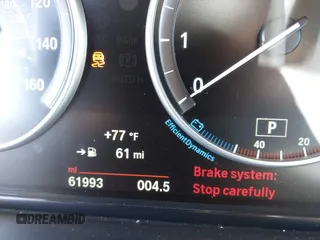 120
140
160
1
0
+77 °F
61 mi
mi
61993 004.5
EfficientDynamics
P
40 20
Brake system:
Stop carefully
DREAMBID